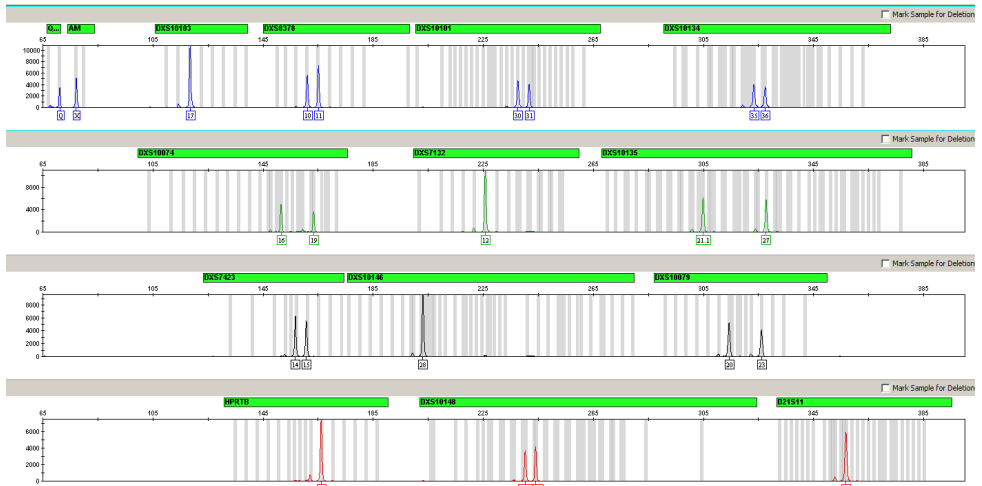 Mark Sample for Deletion
Q... AM DXS10103 DXS8378 DXS10101 DXS10134
65 105 145 185 225 265 305 345 385
10000
8000
6000
4000
2000
0
Q X 17 10 11 30 31 35 36
Mark Sample for Deletion
DXS10074 DXS7132 DXS10135
65 105 145 185 225 265 305 345 385
8000
4000
0
16 19 12 21.1 27
Mark Sample for Deletion
DXS7423 DXS10146 DXS10079
65 105 145 185 225 265 305 345 385
8000
6000
4000
2000
0
14 15 28 20 23
Mark Sample for Deletion
HPRTB DXS10148 D21S11
65 105 145 185 225 265 305 345 385
6000
4000
2000
0